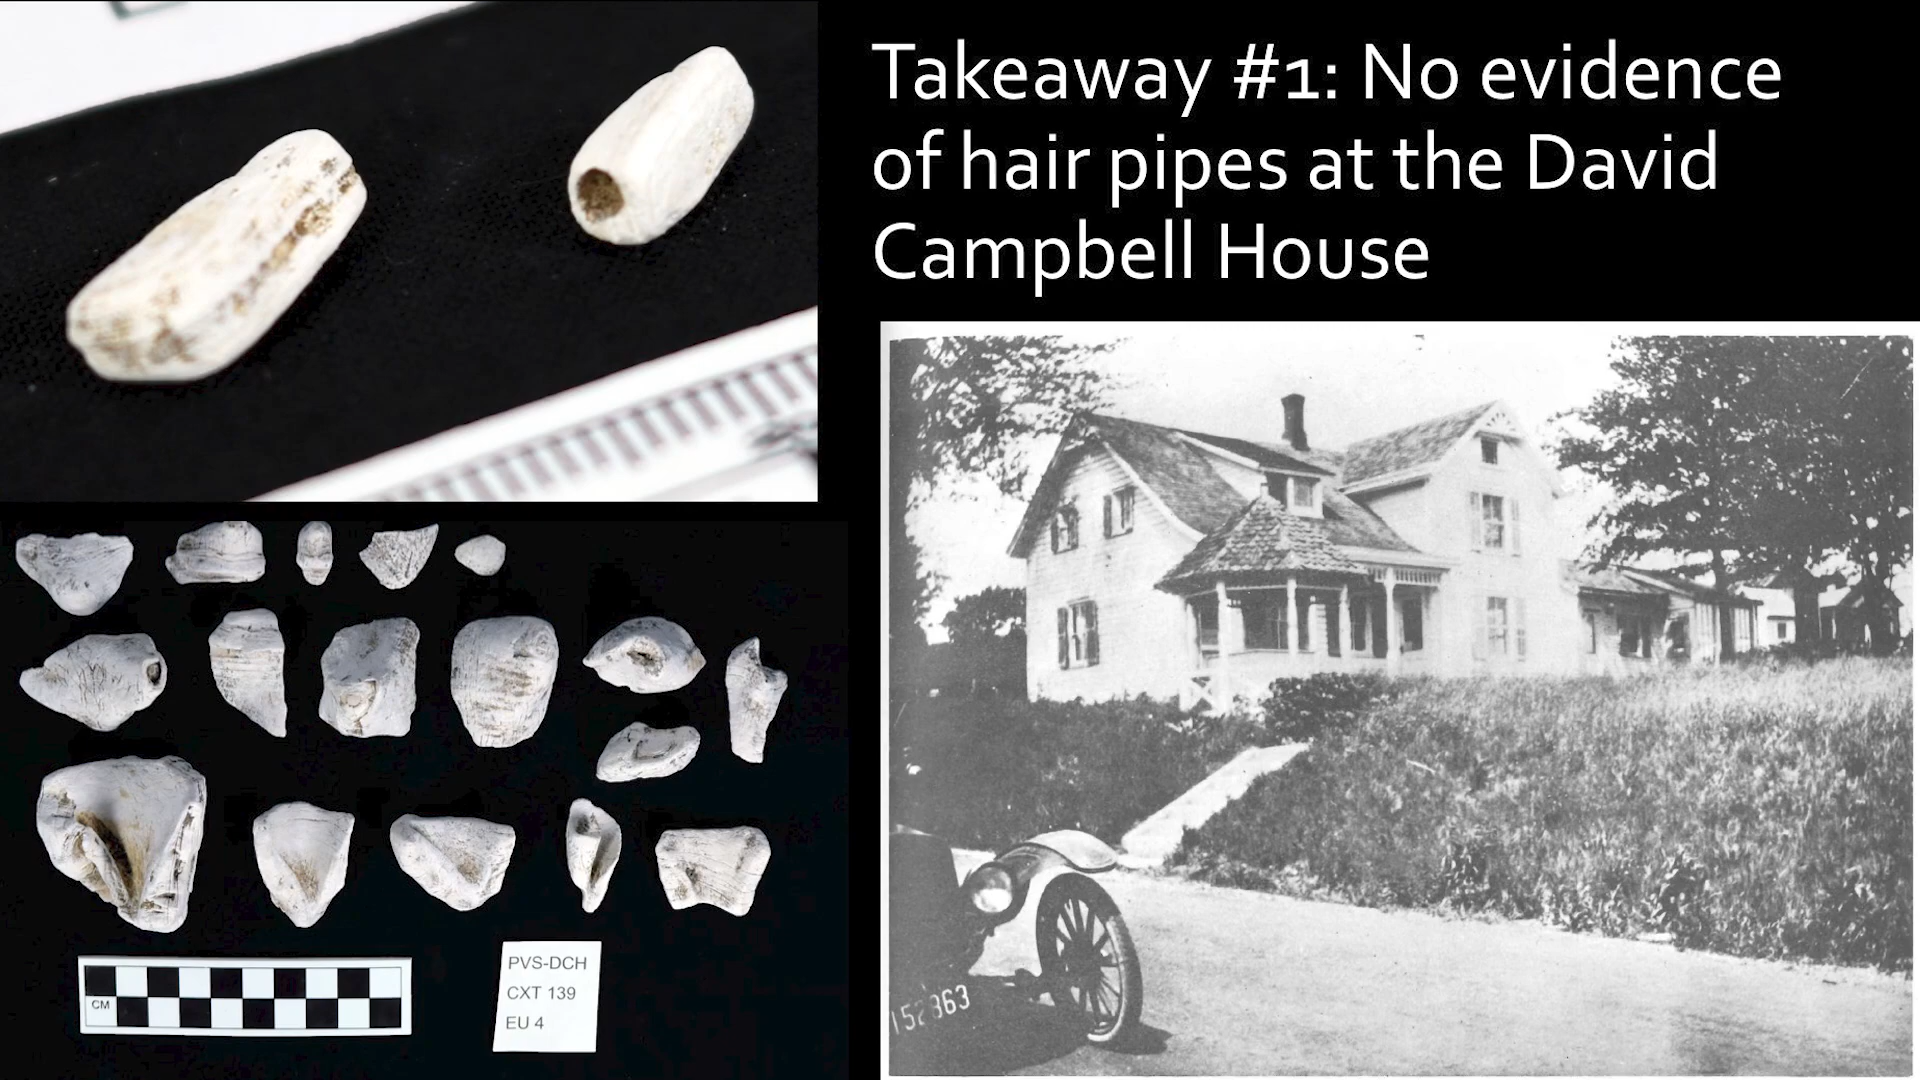 Takeaway #1: No evidence
of hair pipes at the David
Campbell House
CM
PVS-DCH
CXT 139
EU 4
152863